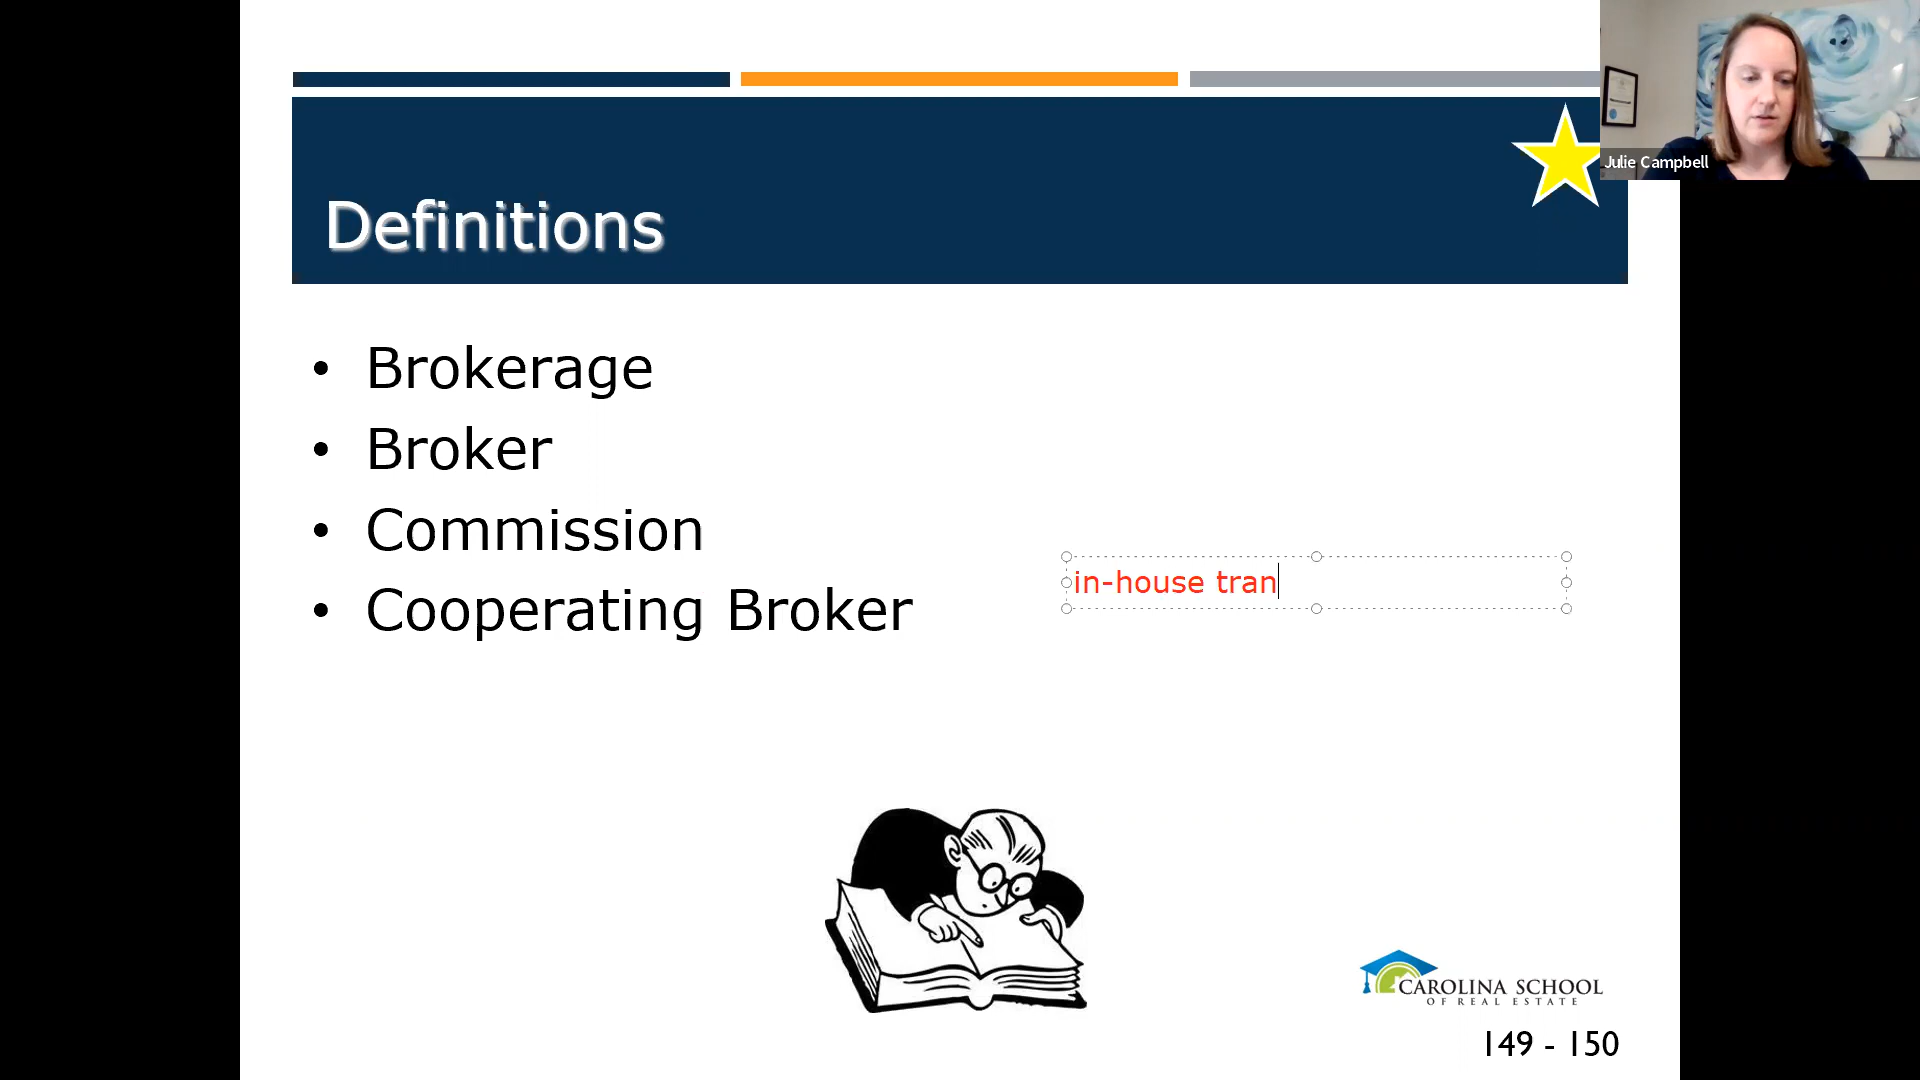 Julie Campbell
Definitions
• Brokerage
• Broker
• Commission
• Cooperating Broker
in-house tran
CAROLINA SCHOOL
OF REAL ESTATE
149 - 150